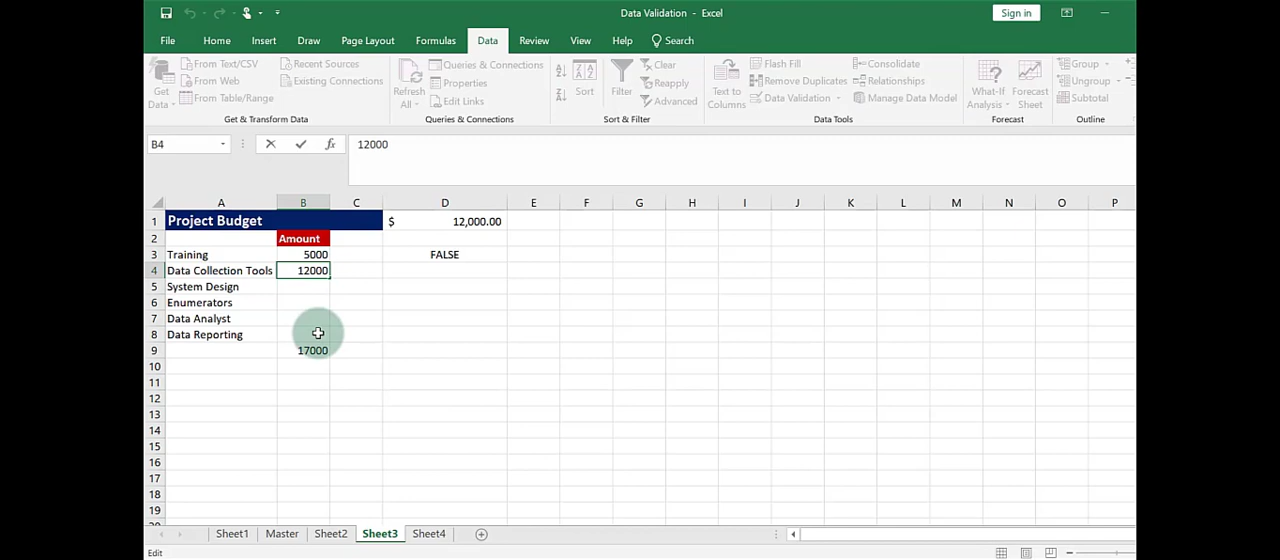 Data Validation - Excel
Sign in
File Home Insert Draw Page Layout Formulas Data Review View Help Search
Get Data
From Text/CSV
From Web
From Table/Range
Recent Sources
Existing Connections
Get & Transform Data
Refresh All
Queries & Connections
Properties
Edit Links
Queries & Connections
Sort
Filter
Clear
Reapply
Advanced
Sort & Filter
Text to Columns
Flash Fill
Remove Duplicates
Data Validation
Consolidate
Relationships
Manage Data Model
Data Tools
What-If Analysis
Forecast Sheet
Forecast
Group
Ungroup
Subtotal
Outline
B4 fx 12000
A B C D E F G H I J K L M N O P
1 Project Budget $ 12,000.00
2 Amount
3 Training 5000 FALSE
4 Data Collection Tools 12000
5 System Design
6 Enumerators
7 Data Analyst
8 Data Reporting
9 17000
10
11
12
13
14
15
16
17
18
19
Sheet1 Master Sheet2 Sheet3 Sheet4
Edit